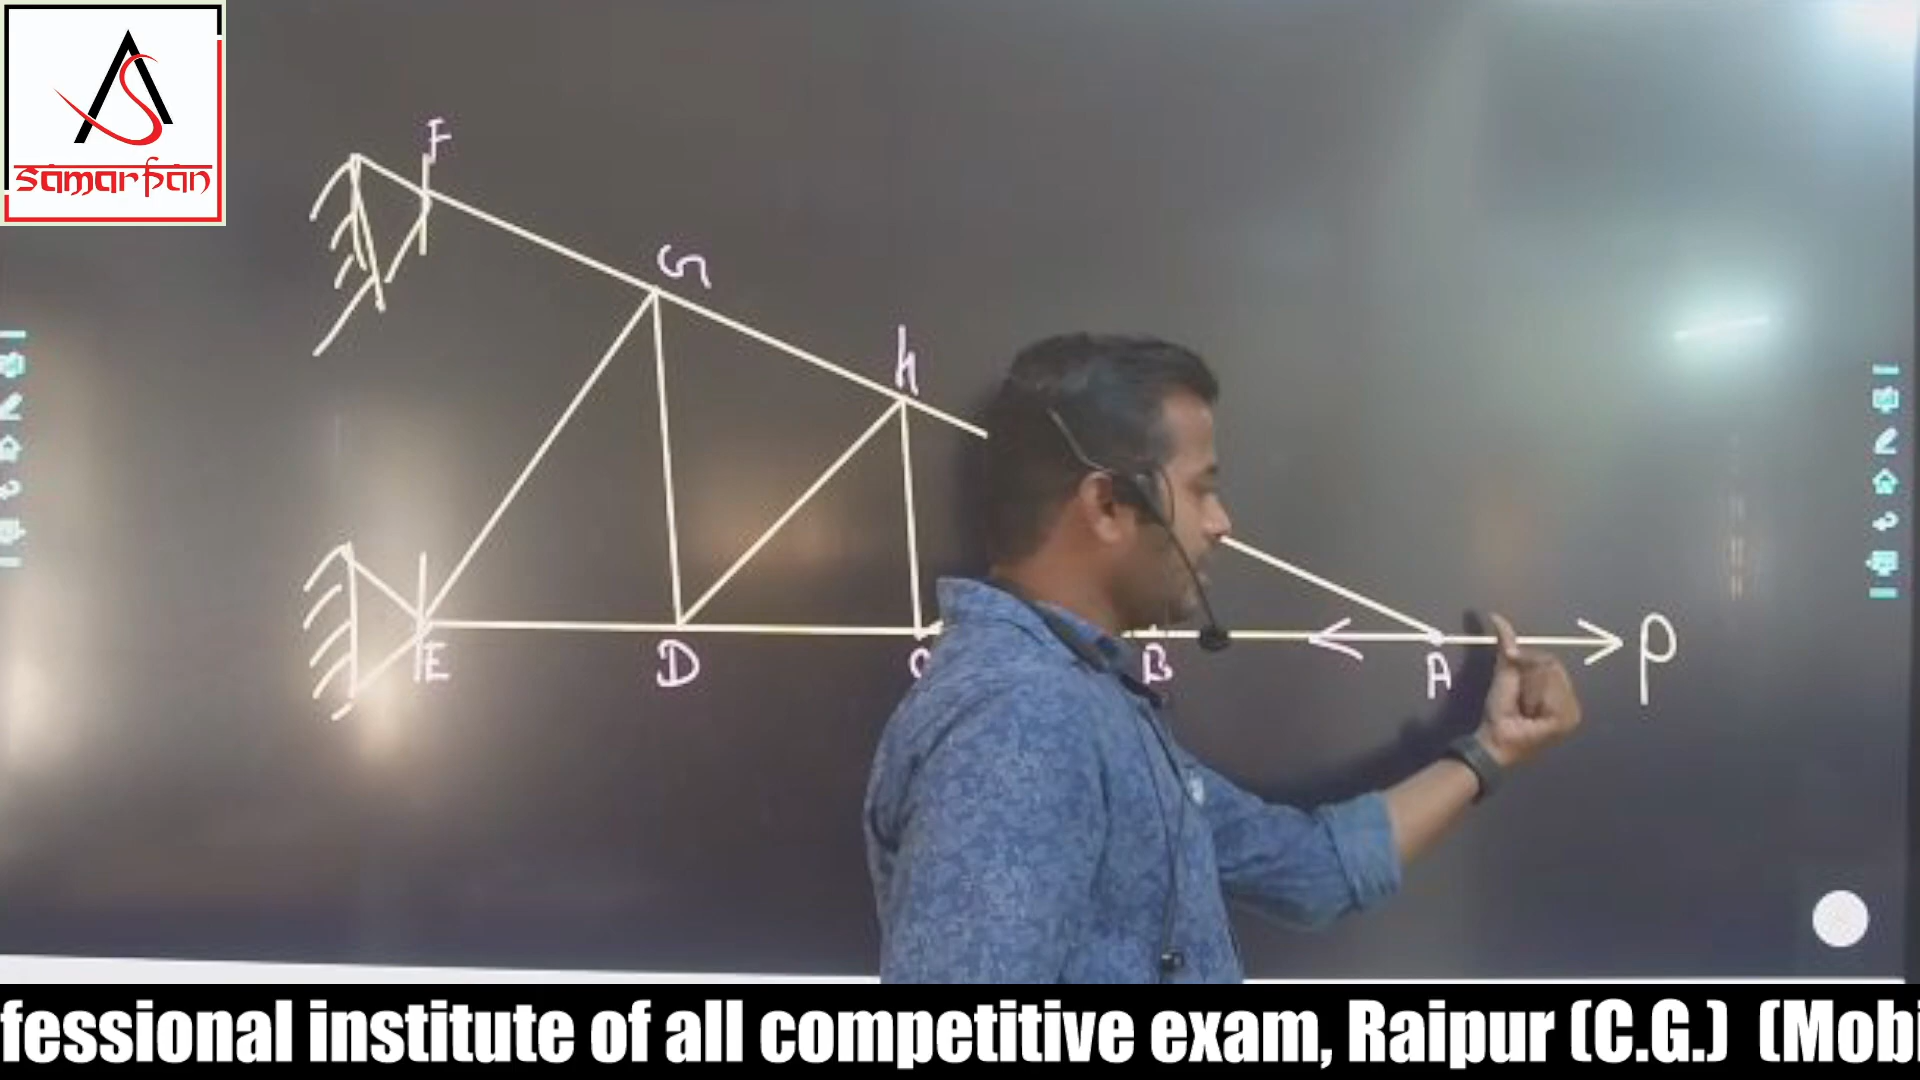 samarpan
F
G
H
E
D
B
A
P
fessional institute of all competitive exam, Raipur (C.G.) (Mobi